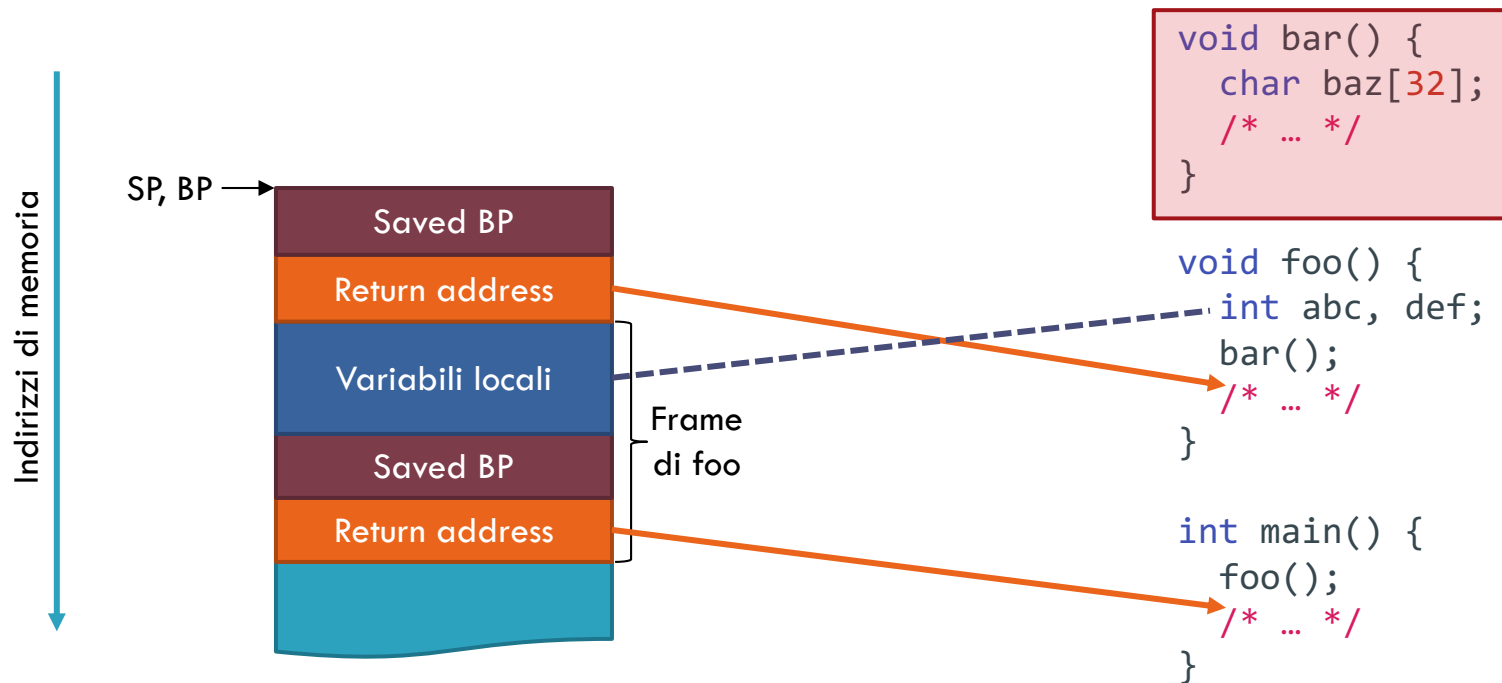 Indirizzi di memoria
SP, BP
Saved BP
Return address
Variabili locali
Saved BP
Return address
Frame
di foo
void bar() {
  char baz[32];
  /* … */
}
void foo() {
  int abc, def;
  bar();
  /* … */
}
int main() {
  foo();
  /* … */
}